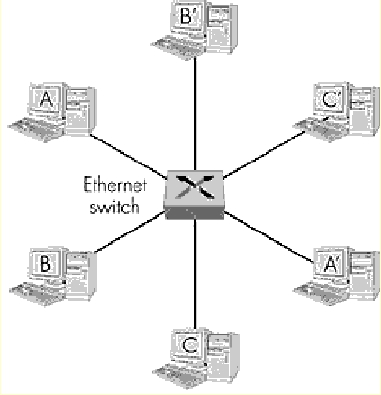 B′
A
C′
Ethernet
switch
B
A′
C